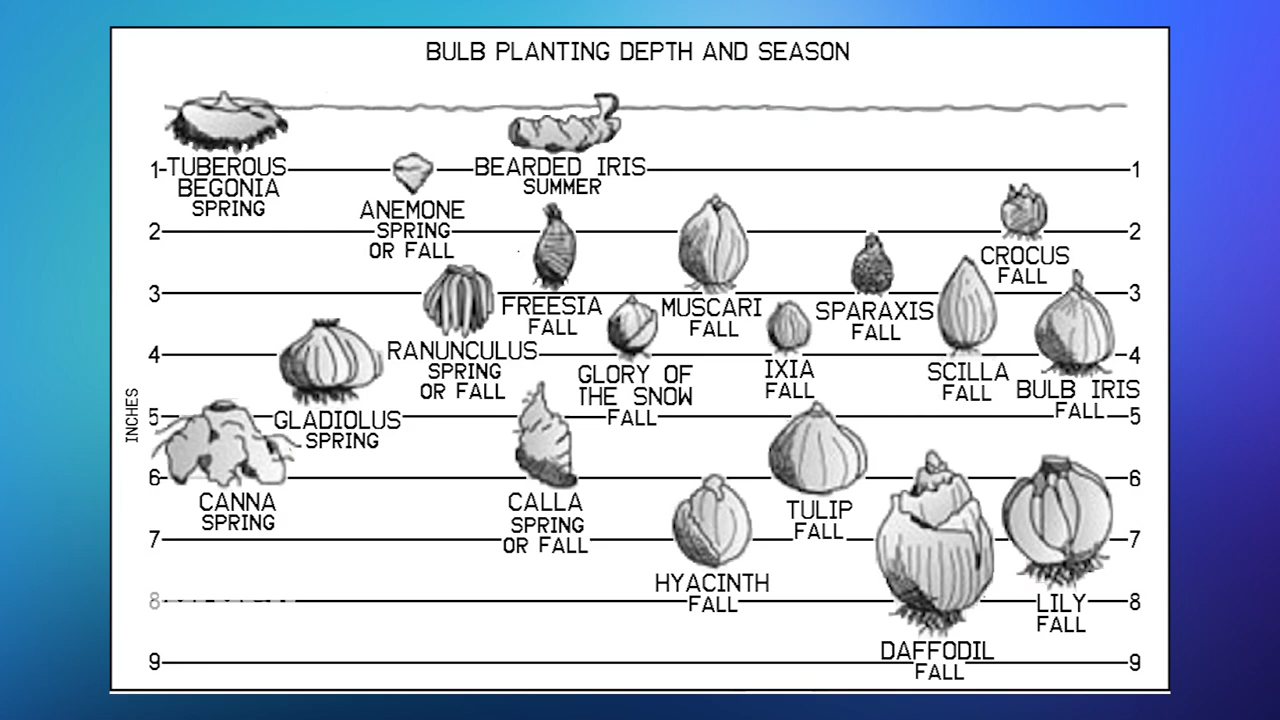 BULB PLANTING DEPTH AND SEASON
1 TUBEROUS
BEGONIA
SPRING
BEARDED IRIS
SUMMER
1
ANEMONE
SPRING
OR FALL
2
2
CROCUS
FALL
3
FREESIA
FALL
MUSCARI
FALL
SPARAXIS
FALL
3
4
RANUNCULUS
SPRING
OR FALL
GLORY OF
THE SNOW
FALL
IXIA
FALL
SCILLA
FALL
BULB IRIS
FALL
4
INCHES
5
GLADIOLUS
SPRING
5
6
CANNA
SPRING
CALLA
SPRING
OR FALL
TULIP
FALL
6
7
7
HYACINTH
FALL
8
LILY
FALL
8
DAFFODIL
FALL
9
9